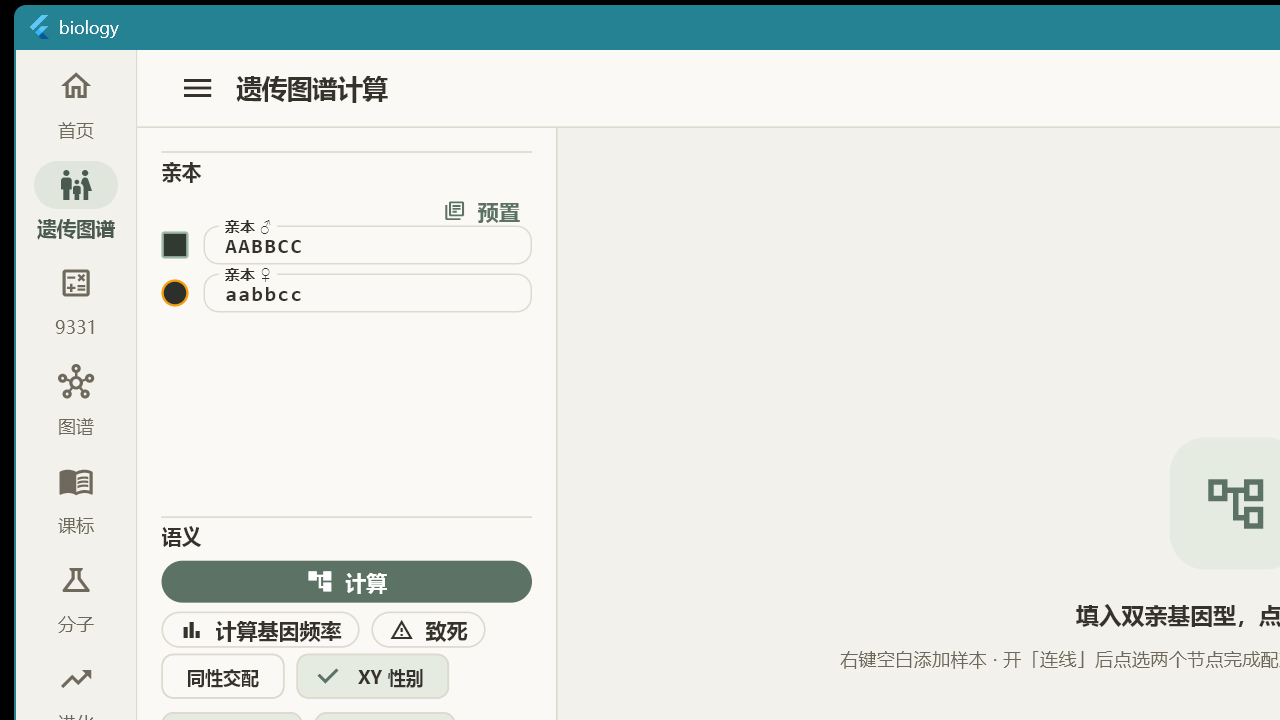 biology
首页
遗传图谱
9331
图谱
课标
分子
遗传图谱计算
亲本
预置
亲本 ♂
AABBCC
亲本 ♀
aabbcc
语义
计算
计算基因频率
致死
同性交配
XY 性别
填入双亲基因型，点
右键空白添加样本 · 开「连线」后点选两个节点完成配